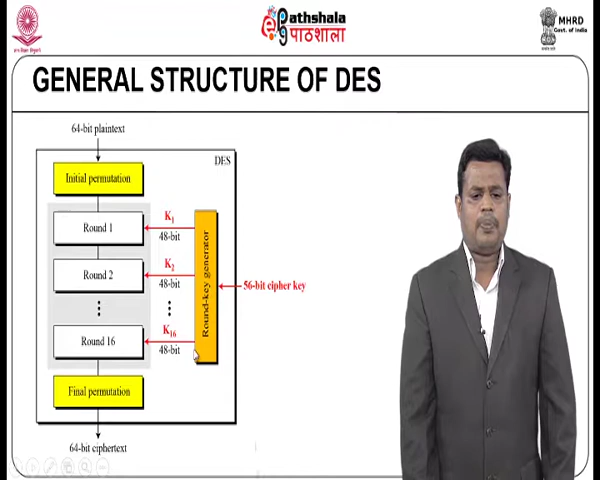 ePathshala
पाठशाला
MHRD
Govt. of India
GENERAL STRUCTURE OF DES
64-bit plaintext
DES
Initial permutation
Round 1
K1
48-bit
Round 2
K2
48-bit
Round-key generator
56-bit cipher key
Round 16
K16
48-bit
Final permutation
64-bit ciphertext